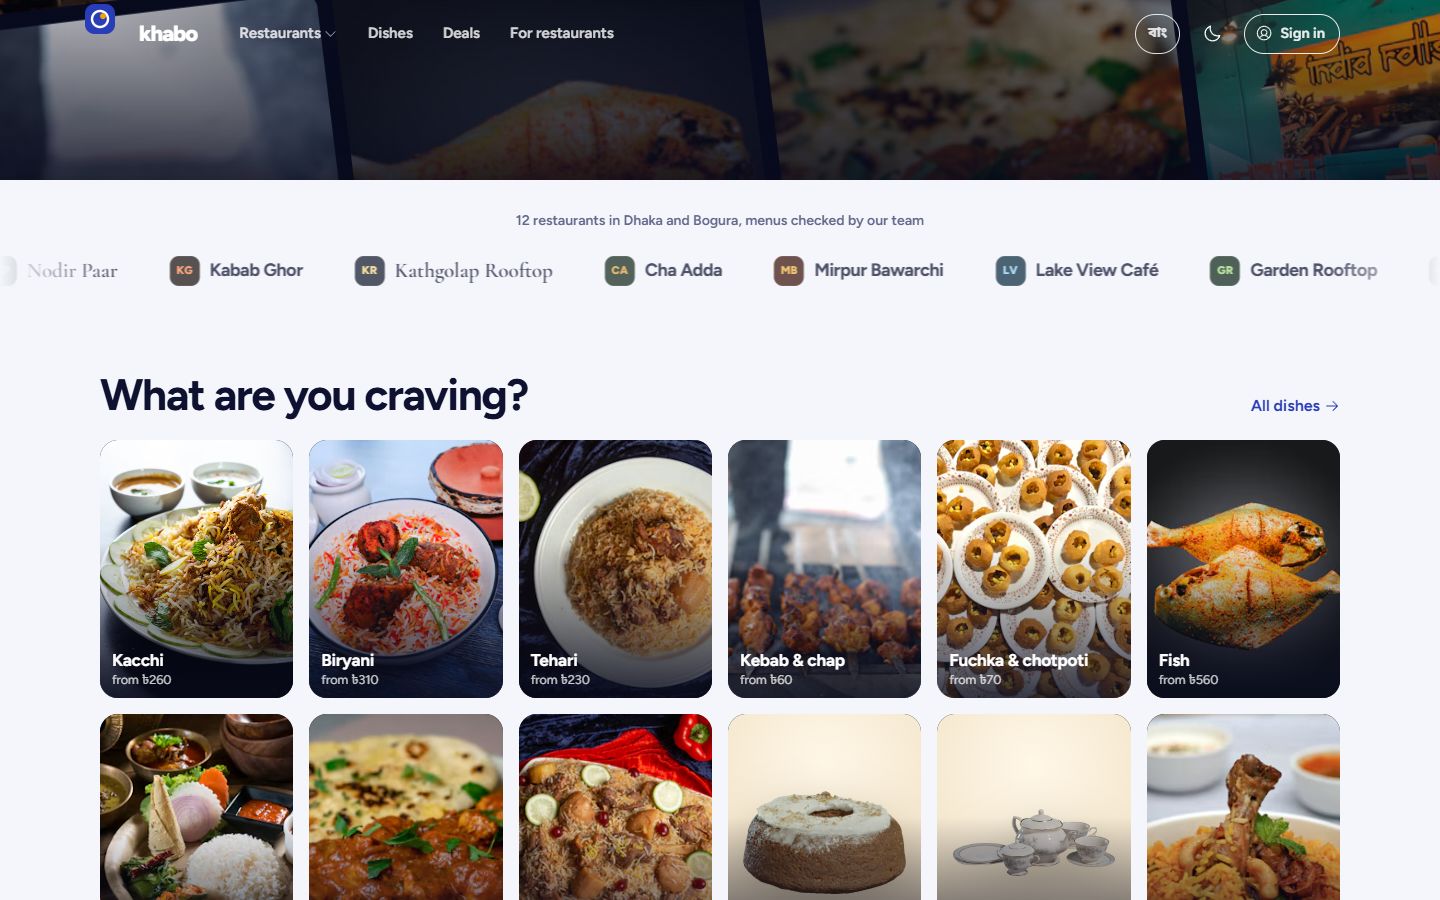 khabo
Restaurants
Dishes
Deals
For restaurants
বাং
Sign in
india rolls
12 restaurants in Dhaka and Bogura, menus checked by our team
Nodir Paar
KG Kabab Ghor
KR Kathgolap Rooftop
CA Cha Adda
MB Mirpur Bawarchi
LV Lake View Café
GR Garden Rooftop
What are you craving?
All dishes
Kacchi
from ৳260
Biryani
from ৳310
Tehari
from ৳230
Kebab & chap
from ৳60
Fuchka & chotpoti
from ৳70
Fish
from ৳560